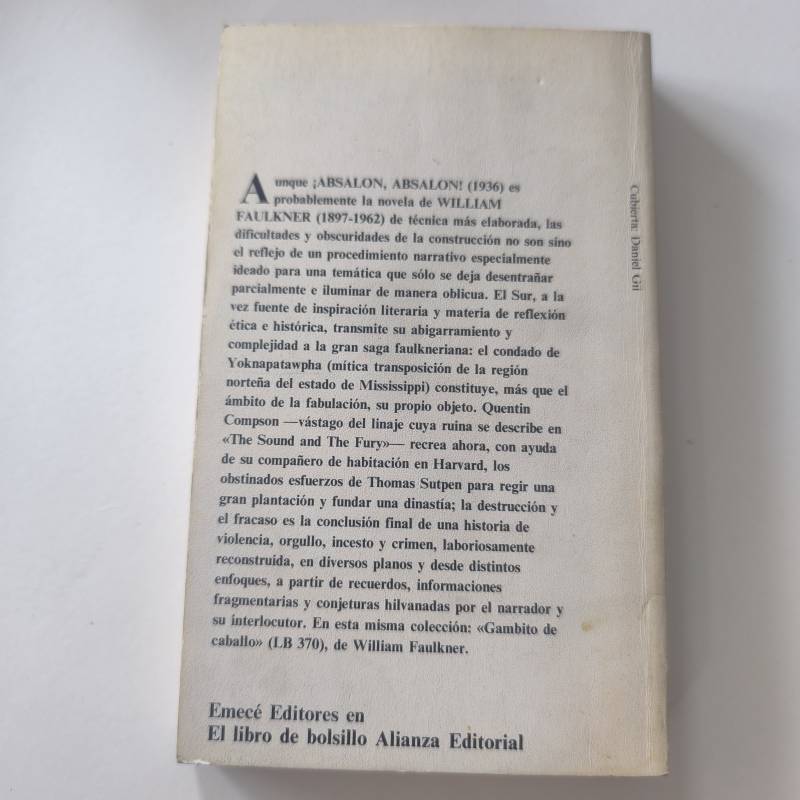 Aunque ¡ABSALON, ABSALON! (1936) es
probablemente la novela de WILLIAM
FAULKNER (1897-1962) de técnica más elaborada, las
dificultades y obscuridades de la construcción no son sino
el reflejo de un procedimiento narrativo especialmente
ideado para una temática que sólo se deja desentrañar
parcialmente e iluminar de manera oblicua. El Sur, a la
vez fuente de inspiración literaria y materia de reflexión
ética e histórica, transmite su abigarramiento y
complejidad a la gran saga faulkneriana: el condado de
Yoknapatawpha (mítica transposición de la región
norteña del estado de Mississippi) constituye, más que el
ámbito de la fabulación, su propio objeto. Quentin
Compson —vástago del linaje cuya ruina se describe en
«The Sound and The Fury»— recrea ahora, con ayuda
de su compañero de habitación en Harvard, los
obstinados esfuerzos de Thomas Sutpen para regir una
gran plantación y fundar una dinastía; la destrucción y
el fracaso es la conclusión final de una historia de
violencia, orgullo, incesto y crimen, laboriosamente
reconstruida, en diversos planos y desde distintos
enfoques, a partir de recuerdos, informaciones
fragmentarias y conjeturas hilvanadas por el narrador y
su interlocutor. En esta misma colección: «Gambito de
caballo» (LB 370), de William Faulkner.
Emecé Editores en
El libro de bolsillo Alianza Editorial
Cubierta: Daniel Gil